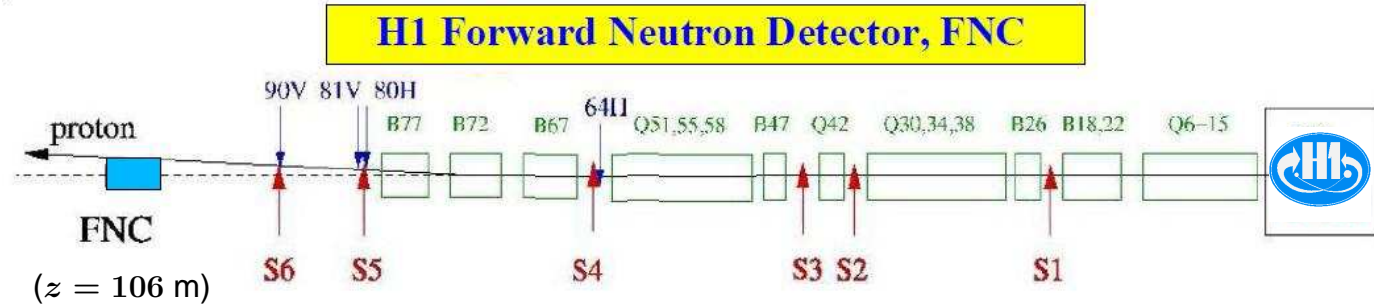 H1 Forward Neutron Detector, FNC
90V 81V 80H
proton
B77 B72 B67 64H Q51,55,58 B47 Q42 Q30,34,38 B26 B18,22 Q6-15
H1
FNC
S6 S5 S4 S3 S2 S1
(z = 106 m)